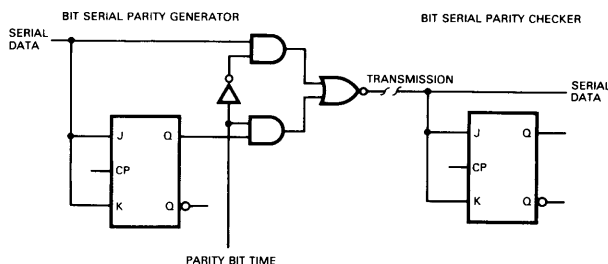 BIT SERIAL PARITY GENERATOR
BIT SERIAL PARITY CHECKER
SERIAL
DATA
TRANSMISSION
SERIAL
DATA
J
Q
CP
K
Q
J
Q
CP
K
Q
PARITY BIT TIME